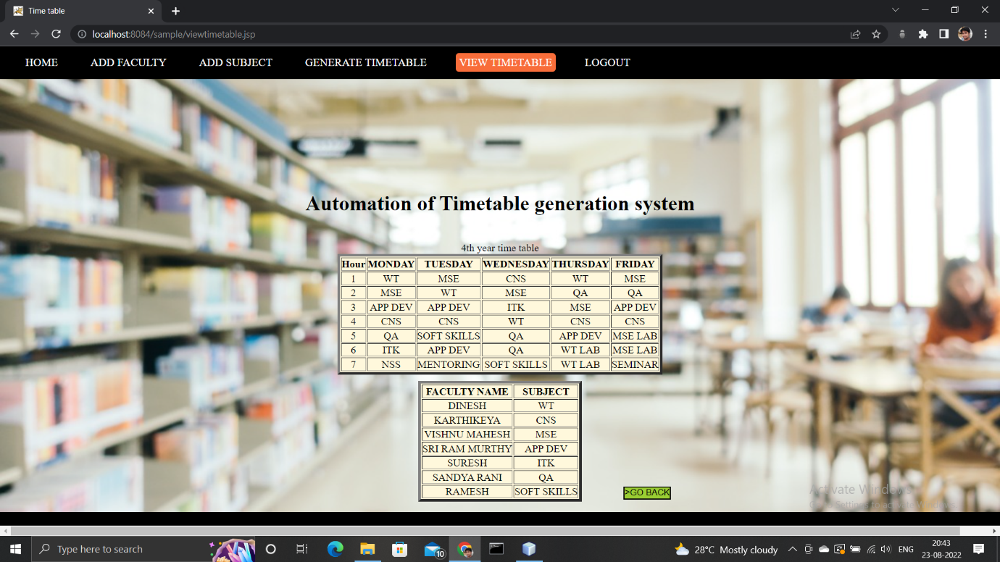 Time table
localhost:8084/sample/viewtimetable.jsp
HOME ADD FACULTY ADD SUBJECT GENERATE TIMETABLE VIEW TIMETABLE LOGOUT
Automation of Timetable generation system
4th year time table
Hour MONDAY TUESDAY WEDNESDAY THURSDAY FRIDAY
1 WT MSE CNS WT MSE
2 MSE WT MSE QA QA
3 APP DEV APP DEV ITK MSE APP DEV
4 CNS CNS WT CNS CNS
5 QA SOFT SKILLS QA APP DEV MSE LAB
6 ITK APP DEV QA WT LAB MSE LAB
7 NSS MENTORING SOFT SKILLS WT LAB SEMINAR
FACULTY NAME SUBJECT
DINESH WT
KARTHIKEYA CNS
VISHNU MAHESH MSE
SRI RAM MURTHY APP DEV
SURESH ITK
SANDYA RANI QA
RAMESH SOFT SKILLS
>GO BACK
Activate Windows
Go to Settings to activate Windows.
Type here to search
10
28°C Mostly cloudy
ENG
20:43
23-08-2022